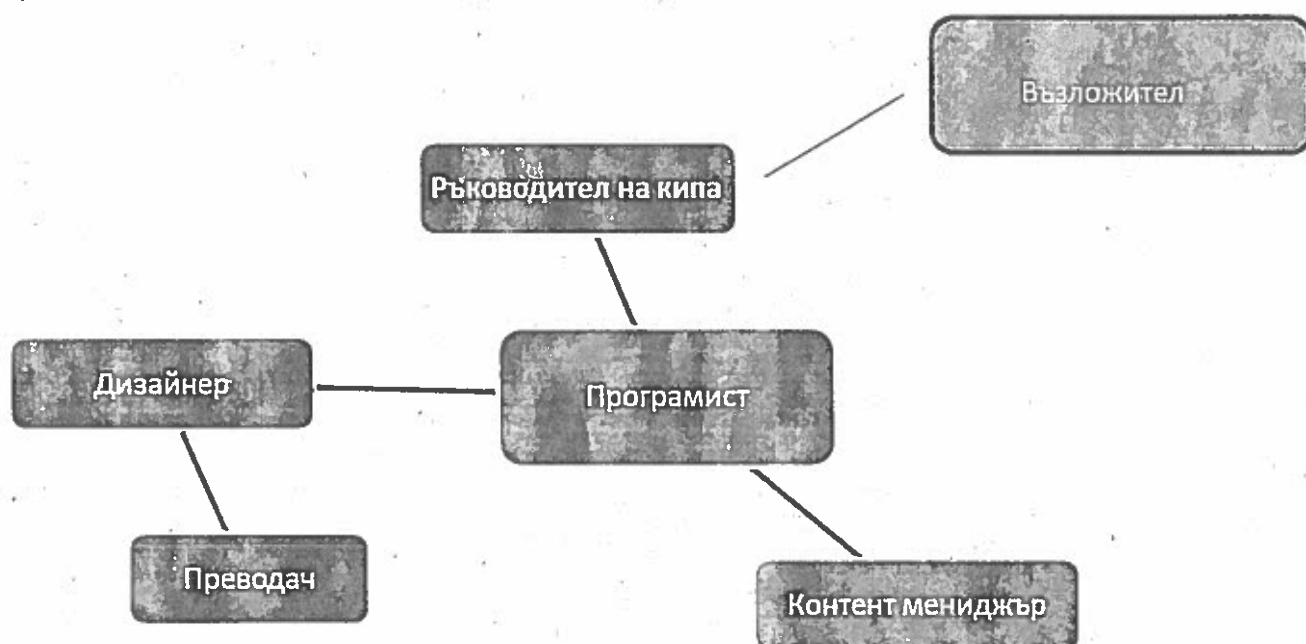 Възложител
Ръководител на кипа
Дизайнер
Програмист
Преводач
Контент мениджър